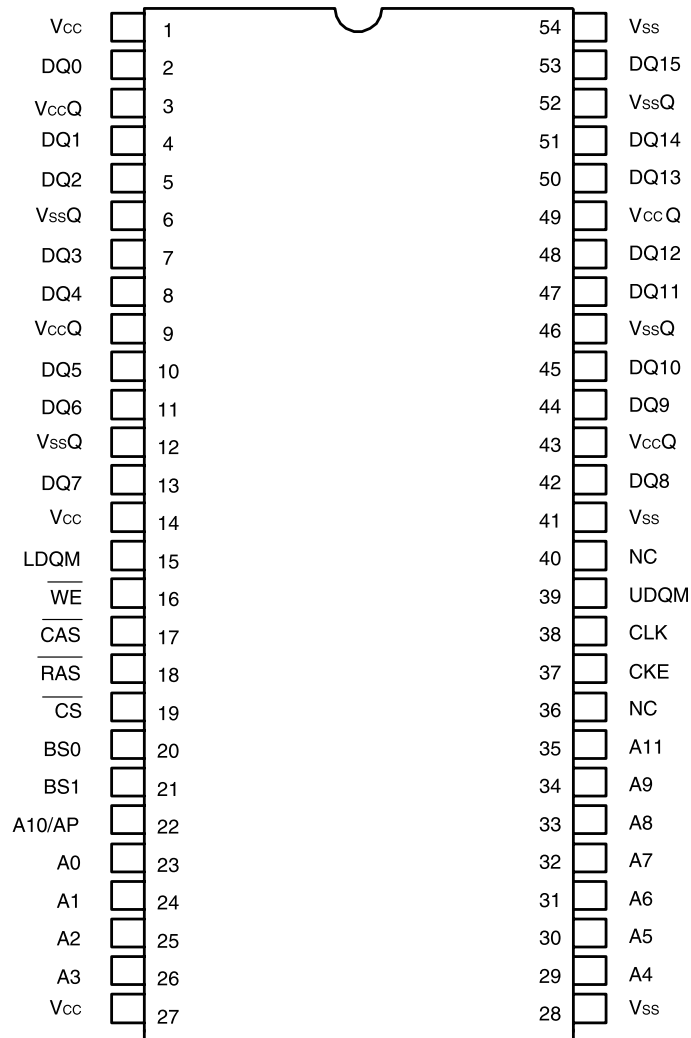 Vcc 1 54 Vss
DQ0 2 53 DQ15
VccQ 3 52 VssQ
DQ1 4 51 DQ14
DQ2 5 50 DQ13
VssQ 6 49 VccQ
DQ3 7 48 DQ12
DQ4 8 47 DQ11
VccQ 9 46 VssQ
DQ5 10 45 DQ10
DQ6 11 44 DQ9
VssQ 12 43 VccQ
DQ7 13 42 DQ8
Vcc 14 41 Vss
LDQM 15 40 NC
W̅E̅ 16 39 UDQM
C̅A̅S̅ 17 38 CLK
R̅A̅S̅ 18 37 CKE
C̅S̅ 19 36 NC
BS0 20 35 A11
BS1 21 34 A9
A10/AP 22 33 A8
A0 23 32 A7
A1 24 31 A6
A2 25 30 A5
A3 26 29 A4
Vcc 27 28 Vss